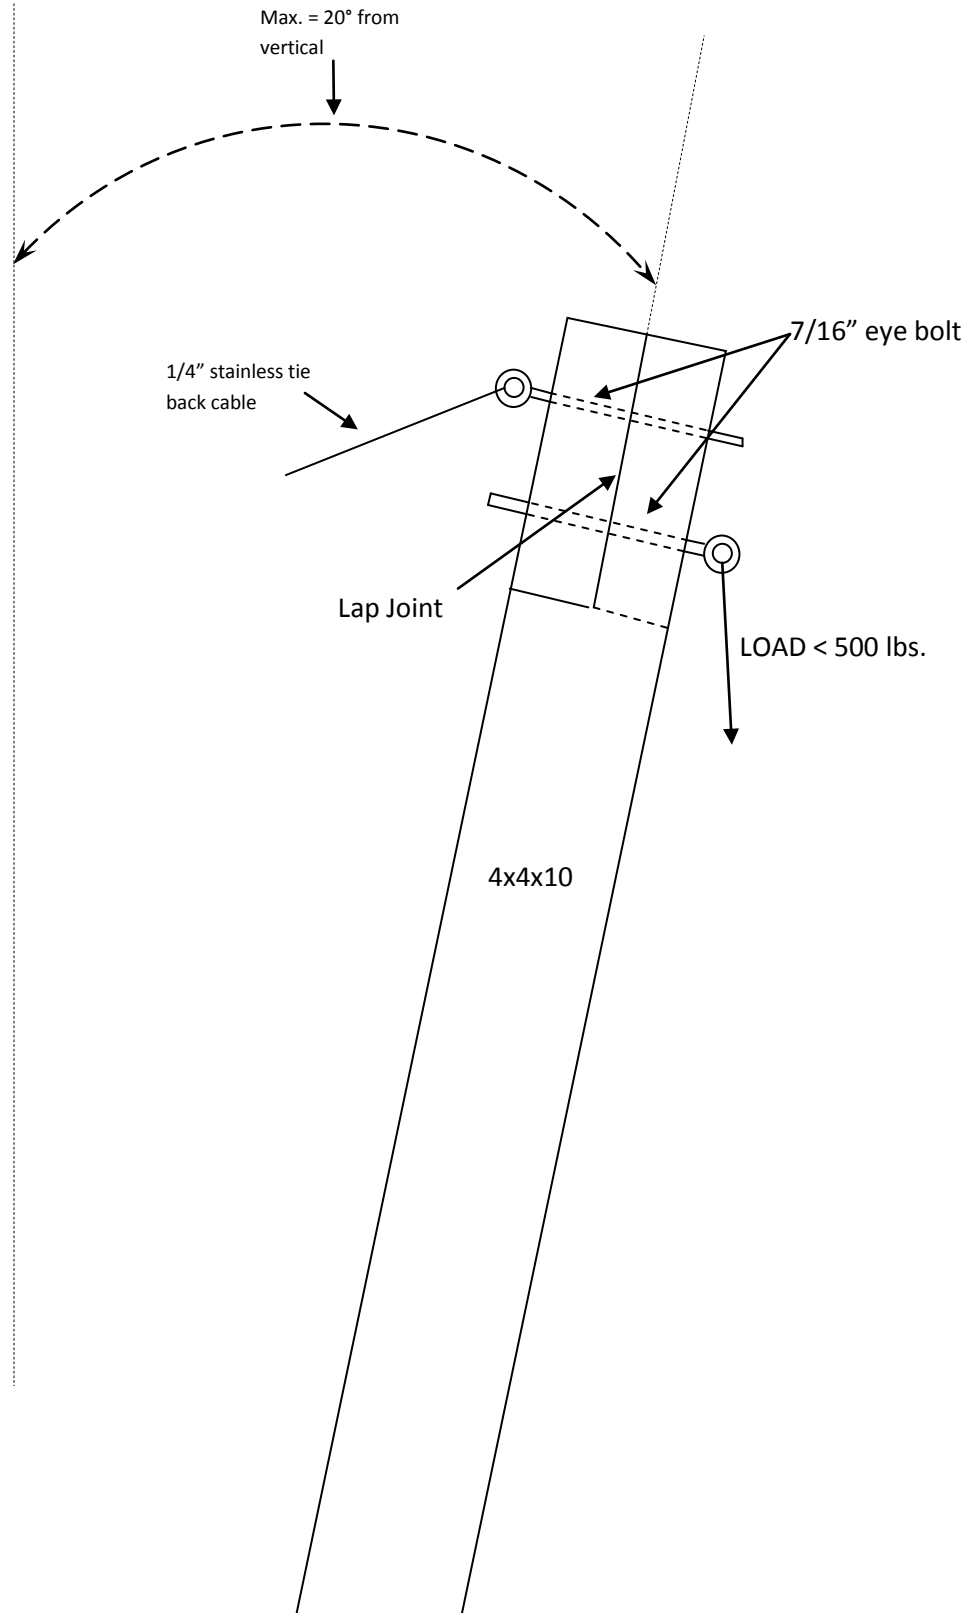 Max. = 20° from
vertical
7/16” eye bolt
1/4” stainless tie
back cable
Lap Joint
LOAD < 500 lbs.
4x4x10